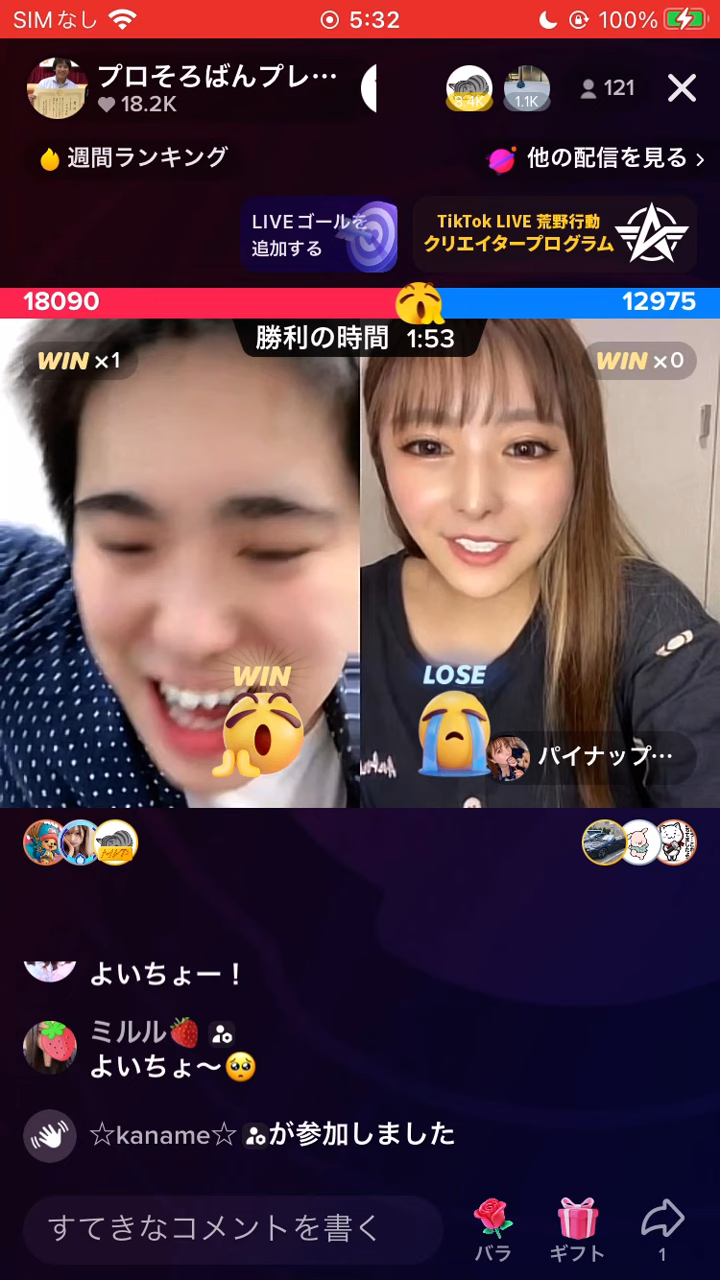 SIMなし 5:32 100%
プロそろばんプレ…
18.2K
8.4K 1.1K 121
週間ランキング
他の配信を見る
LIVEゴールを
追加する
TikTok LIVE 荒野行動
クリエイタープログラム
18090 12975
勝利の時間 1:53
WIN x1 WIN x0
WIN LOSE
パイナップ…
よいちょー！
ミルル
よいちょ〜
☆kaname☆が参加しました
すてきなコメントを書く
バラ ギフト 1